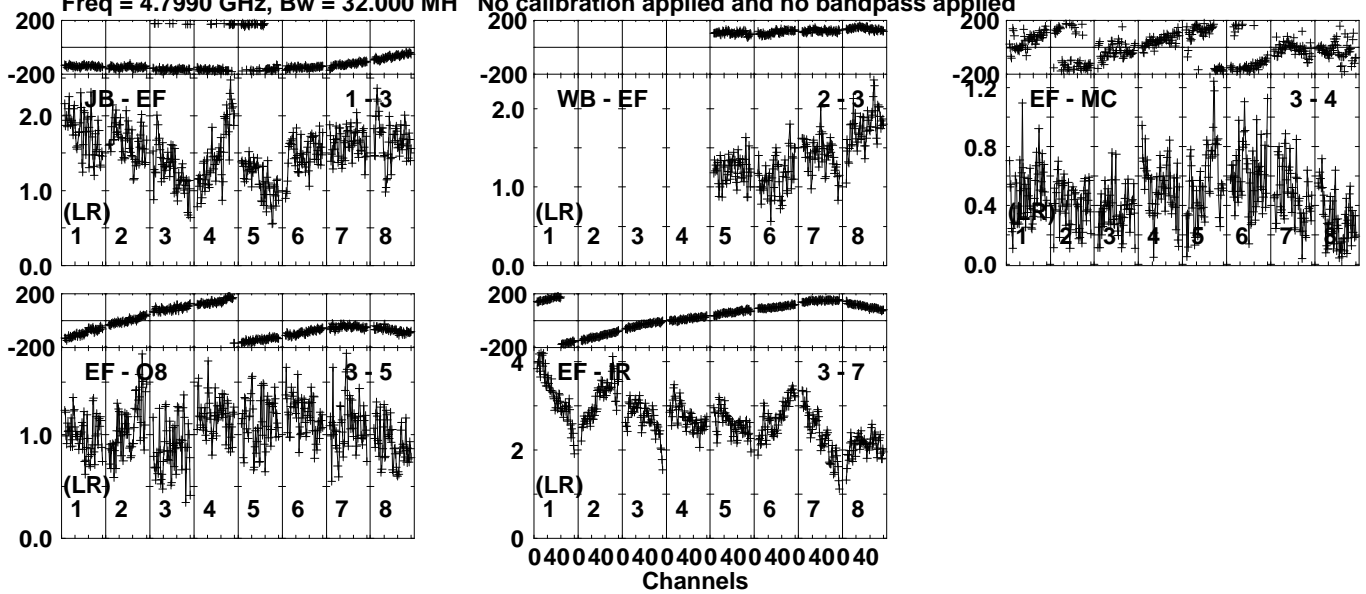 Freq = 4.7990 GHz, Bw = 32.000 MH No calibration applied and no bandpass applied
200
-200
JB - EF 1 - 3
2.0
1.0
(LR)
1 2 3 4 5 6 7 8
0.0
200
-200
WB - EF 2 - 3
2.0
1.0
(LR)
1 2 3 4 5 6 7 8
0.0
200
-200
1.2
EF - MC 3 - 4
0.8
0.4
(LR)
1 2 3 4 5 6 7 8
0.0
200
-200
EF - O8 3 - 5
1.0
(LR)
1 2 3 4 5 6 7 8
0.0
200
-200
4
EF - IR 3 - 7
2
(LR)
1 2 3 4 5 6 7 8
0
0 40 0 40 0 40 0 40 0 40 0 40 0 40 0 40
Channels